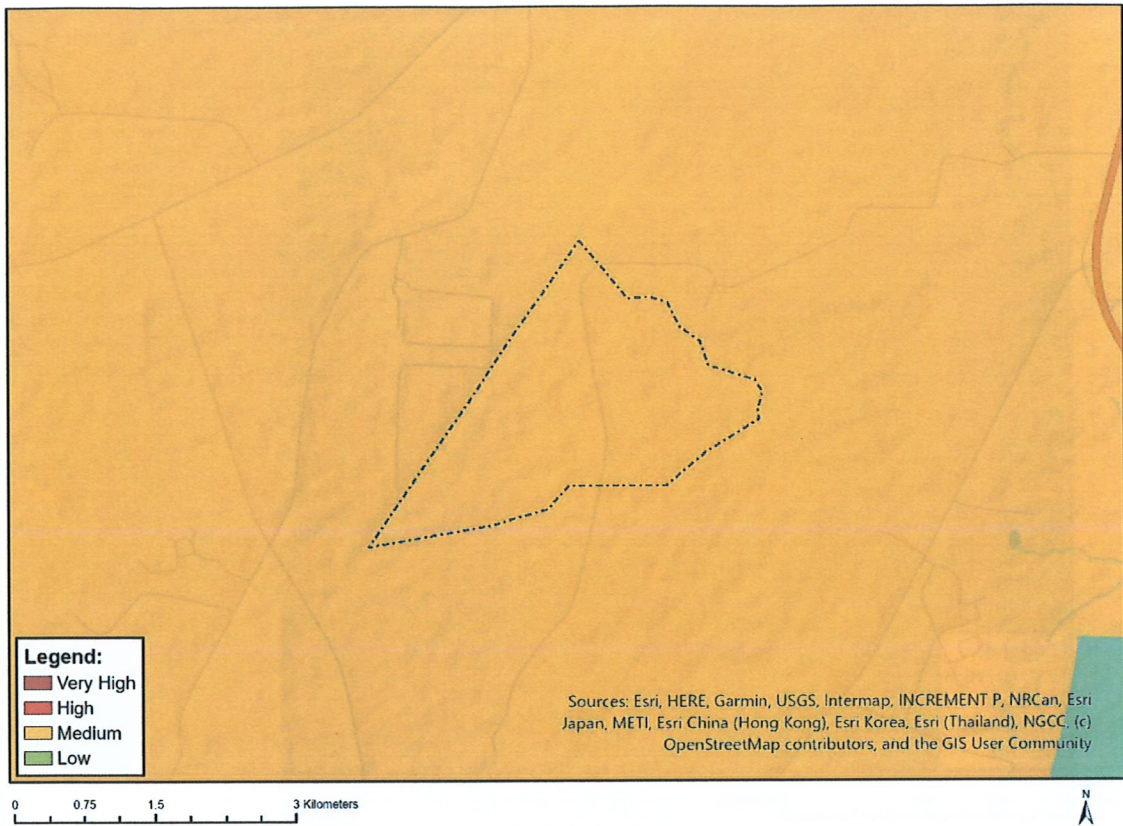 Legend:
Very High
High
Medium
Low
Sources: Esri, HERE, Garmin, USGS, Intermap, INCREMENT P, NRCan, Esri
Japan, METI, Esri China (Hong Kong), Esri Korea, Esri (Thailand), NGCC, (c)
OpenStreetMap contributors, and the GIS User Community
0 0.75 1.5 3 Kilometers
N